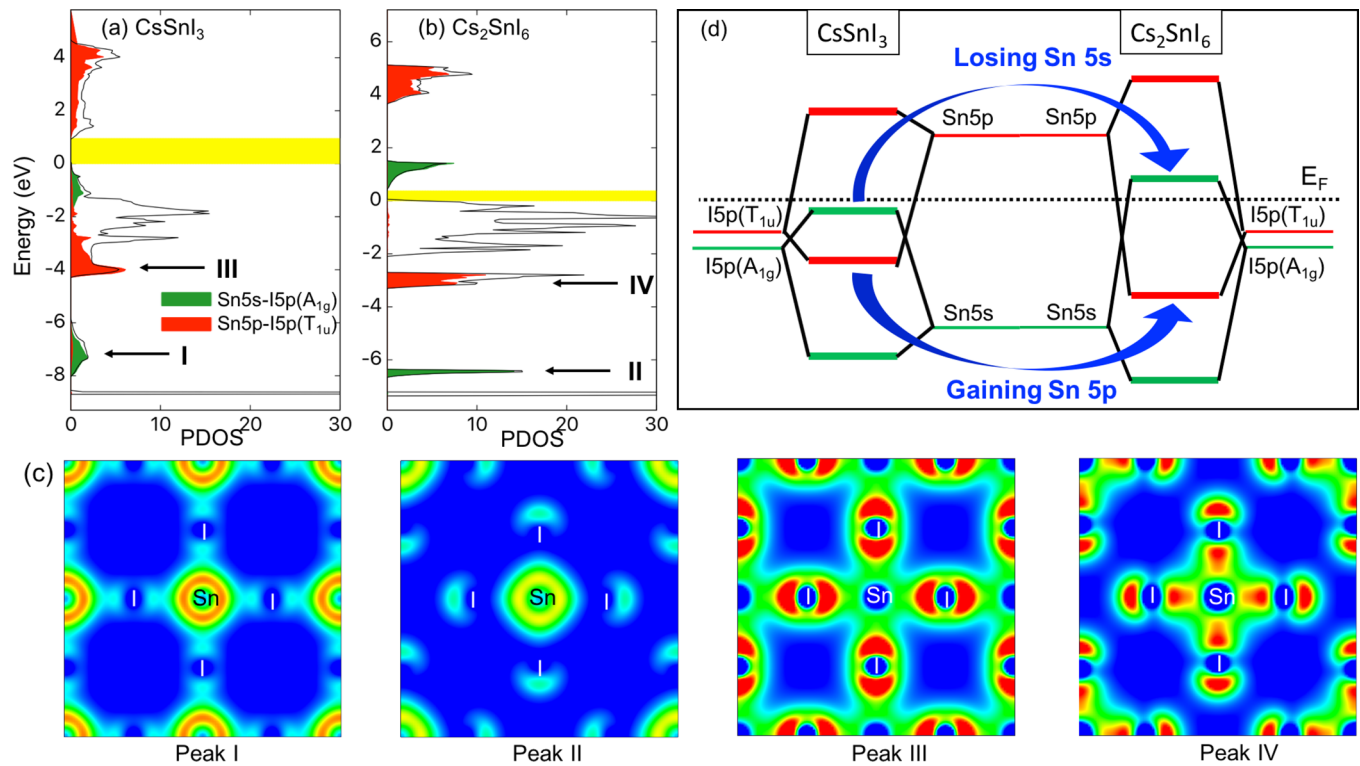 (a) CsSnI₃
Energy (eV)
4
2
0
-2
-4
-6
-8
III
Sn5s-I5p(A₁g)
Sn5p-I5p(T₁u)
I
0
10
20
30
PDOS
(b) Cs₂SnI₆
6
4
2
0
-2
-4
-6
IV
II
0
10
20
30
PDOS
(d)
CsSnI₃
Cs₂SnI₆
Losing Sn 5s
Sn5p
Sn5p
E_F
I5p(T₁u)
I5p(T₁u)
I5p(A₁g)
I5p(A₁g)
Sn5s
Sn5s
Gaining Sn 5p
(c)
I
I
Sn
I
I
Peak I
I
I
Sn
I
I
Peak II
I
I
Sn
I
I
Peak III
I
I
Sn
I
I
Peak IV